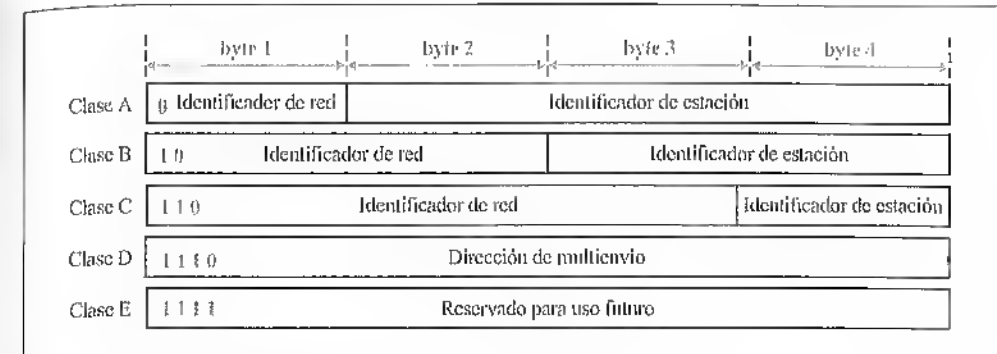 byte 1 byte 2 byte 3 byte 4
Clase A 0 Identificador de red Identificador de estación
Clase B 1 0 Identificador de red Identificador de estación
Clase C 1 1 0 Identificador de red Identificador de estación
Clase D 1 1 1 0 Dirección de multienvio
Clase E 1 1 1 1 Reservado para uso futuro